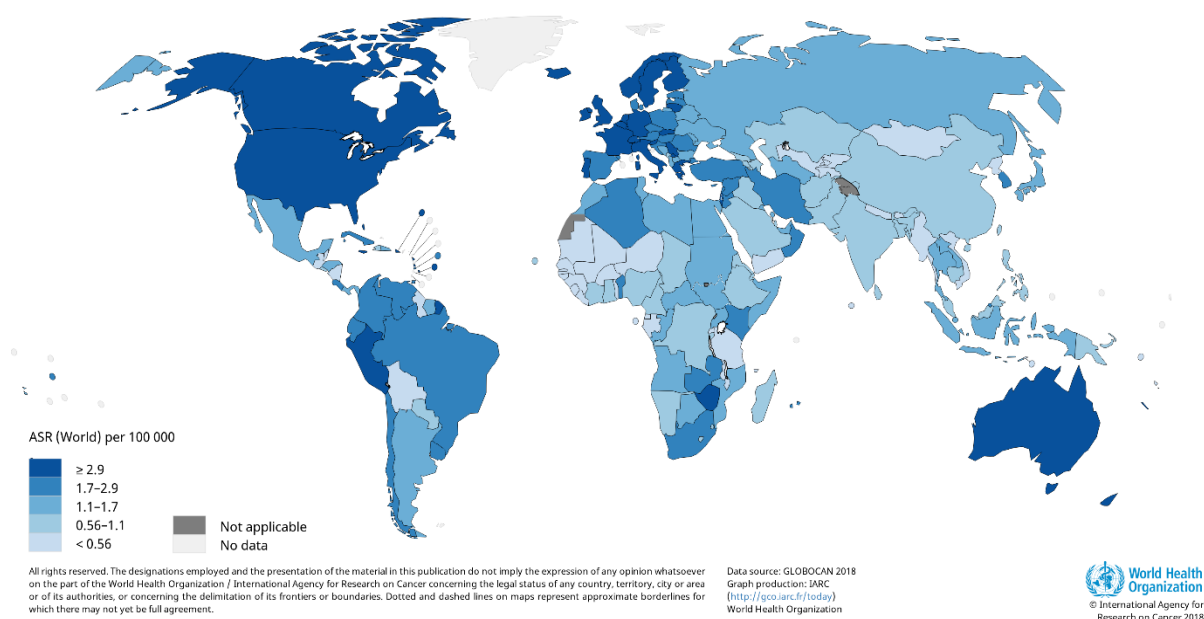 ASR (World) per 100 000
≥ 2.9
1.7–2.9
1.1–1.7
0.56–1.1
< 0.56
Not applicable
No data
All rights reserved. The designations employed and the presentation of the material in this publication do not imply the expression of any opinion whatsoever
on the part of the World Health Organization / International Agency for Research on Cancer concerning the legal status of any country, territory, city or area
or of its authorities, or concerning the delimitation of its frontiers or boundaries. Dotted and dashed lines on maps represent approximate borderlines for
which there may not yet be full agreement.
Data source: GLOBOCAN 2018
Graph production: IARC
(http://gco.iarc.fr/today)
World Health Organization
World Health
Organization
© International Agency for
Research on Cancer 2018